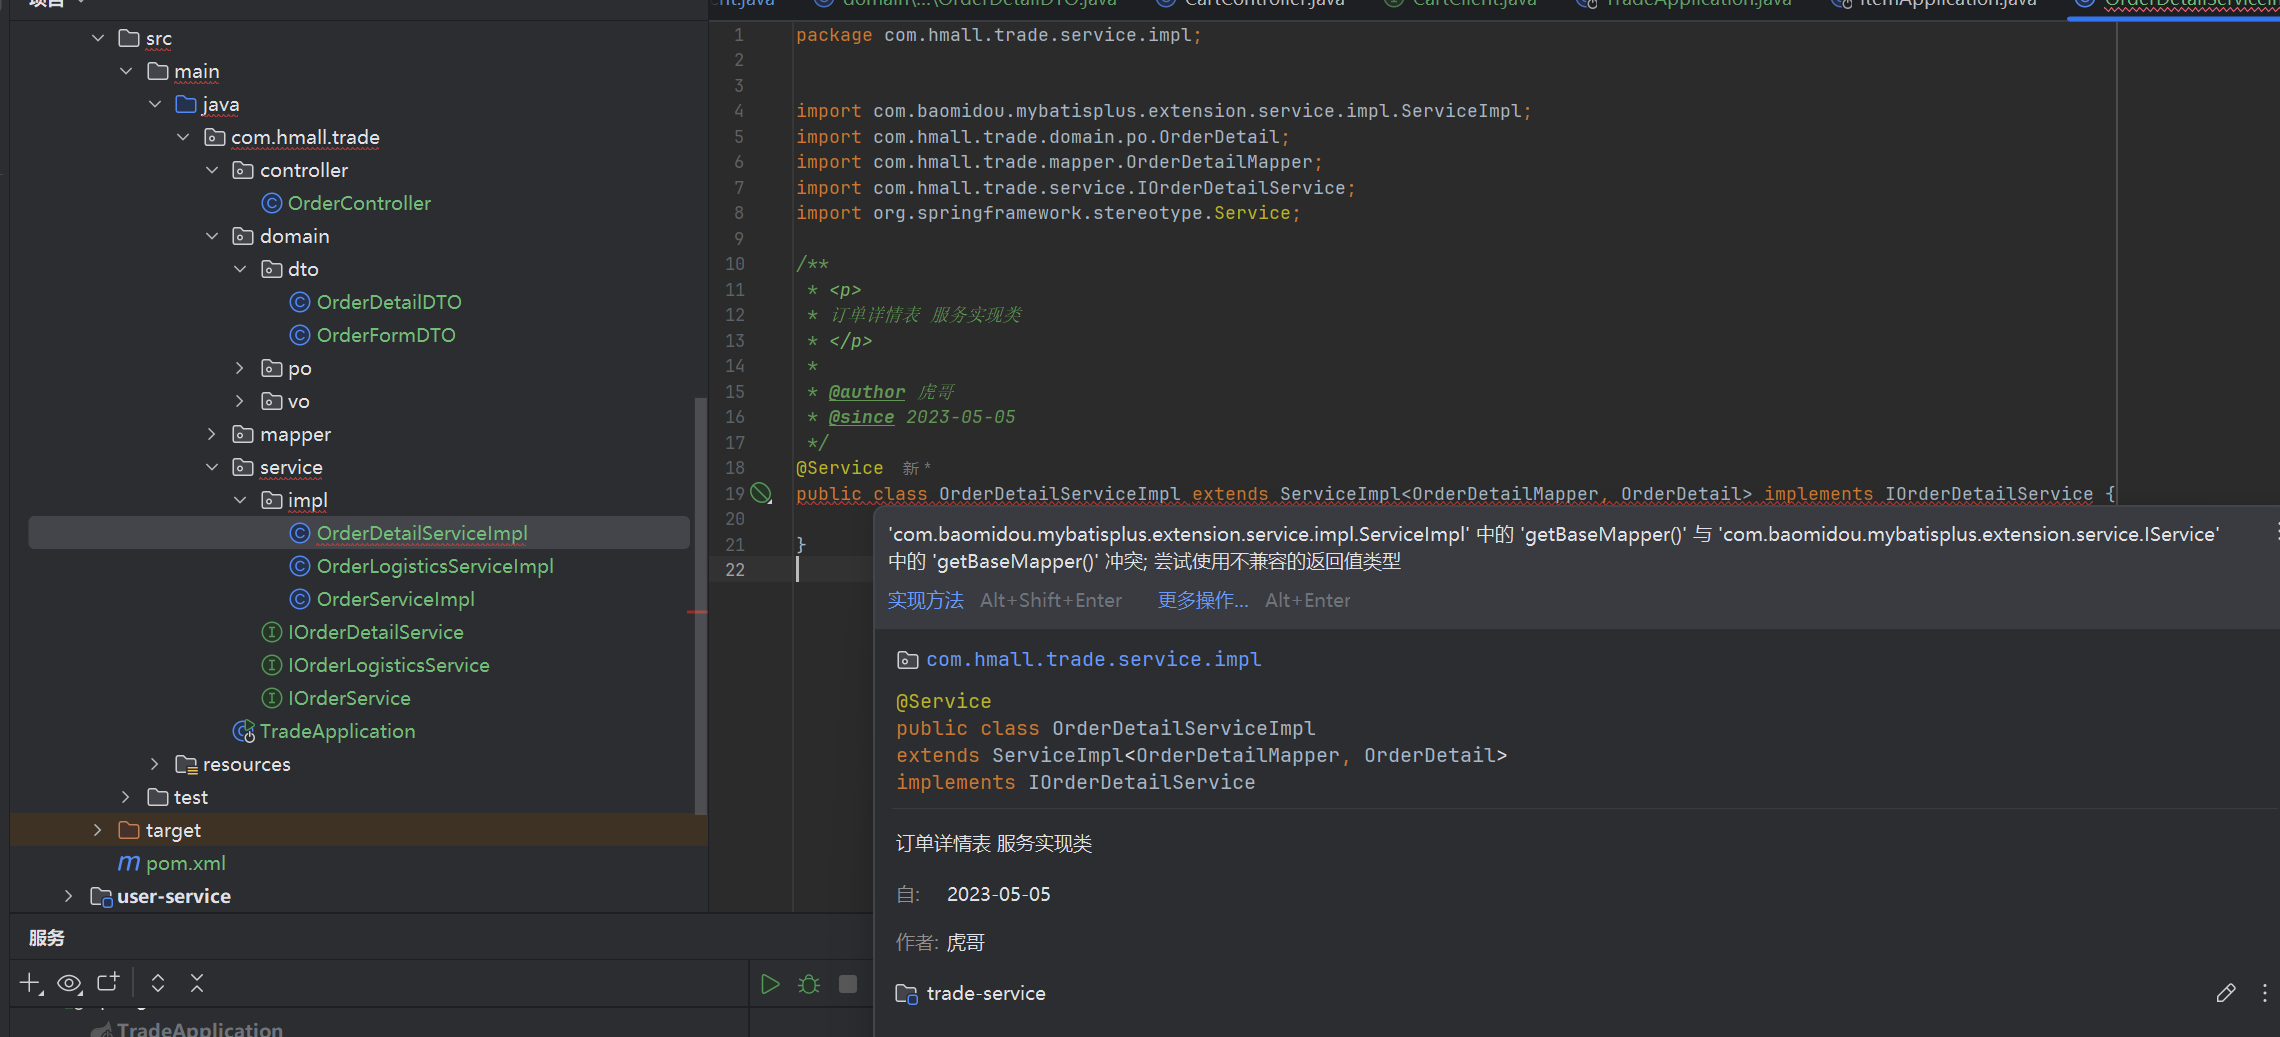 项目
src
main
java
com.hmall.trade
controller
OrderController
domain
dto
OrderDetailDTO
OrderFormDTO
po
vo
mapper
service
impl
OrderDetailServiceImpl
OrderLogisticsServiceImpl
OrderServiceImpl
IOrderDetailService
IOrderLogisticsService
IOrderService
TradeApplication
resources
test
target
pom.xml
user-service
服务
TradeApplication
domain\...\OrderDetailDTO.java
CartController.java
CartClient.java
TradeApplication.java
ItemApplication.java
1 package com.hmall.trade.service.impl;
2
3
4 import com.baomidou.mybatisplus.extension.service.impl.ServiceImpl;
5 import com.hmall.trade.domain.po.OrderDetail;
6 import com.hmall.trade.mapper.OrderDetailMapper;
7 import com.hmall.trade.service.IOrderDetailService;
8 import org.springframework.stereotype.Service;
9
10 /**
11 * <p>
12 * 订单详情表 服务实现类
13 * </p>
14 *
15 * @author 虎哥
16 * @since 2023-05-05
17 */
18 @Service 新 *
19 public class OrderDetailServiceImpl extends ServiceImpl<OrderDetailMapper, OrderDetail> implements IOrderDetailService {
20
21 }
22
'com.baomidou.mybatisplus.extension.service.impl.ServiceImpl' 中的 'getBaseMapper()' 与 'com.baomidou.mybatisplus.extension.service.IService'
中的 'getBaseMapper()' 冲突; 尝试使用不兼容的返回值类型
实现方法 Alt+Shift+Enter 更多操作... Alt+Enter
com.hmall.trade.service.impl
@Service
public class OrderDetailServiceImpl
extends ServiceImpl<OrderDetailMapper, OrderDetail>
implements IOrderDetailService
订单详情表 服务实现类
自: 2023-05-05
作者: 虎哥
trade-service